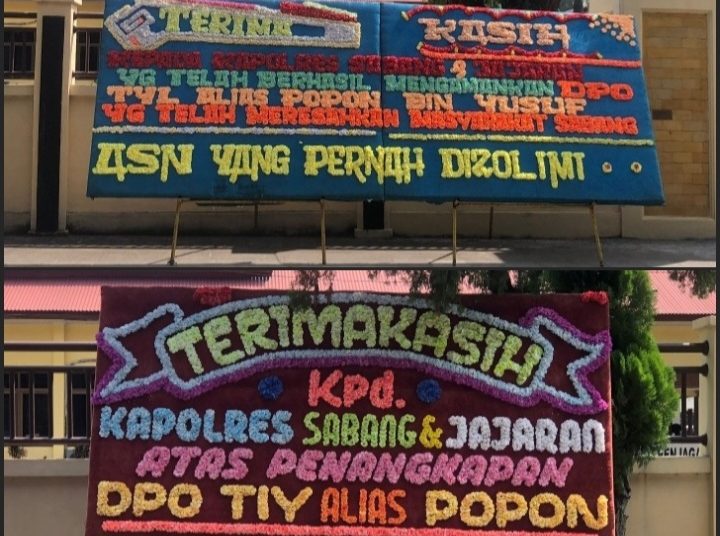 TERIMA KASIH
KEPADA KAPOLRES SABANG & JAJARAN
YG TELAH BERHASIL MENGAMANKAN DPO
TYI ALIAS POPON BIN YUSUF
YG TELAH MERESAHKAN MASYARAKAT SABANG
ASN YANG PERNAH DIZOLIMI
TERIMAKASIH
Kpd.
KAPOLRES SABANG & JAJARAN
ATAS PENANGKAPAN
DPO TIY ALIAS POPON